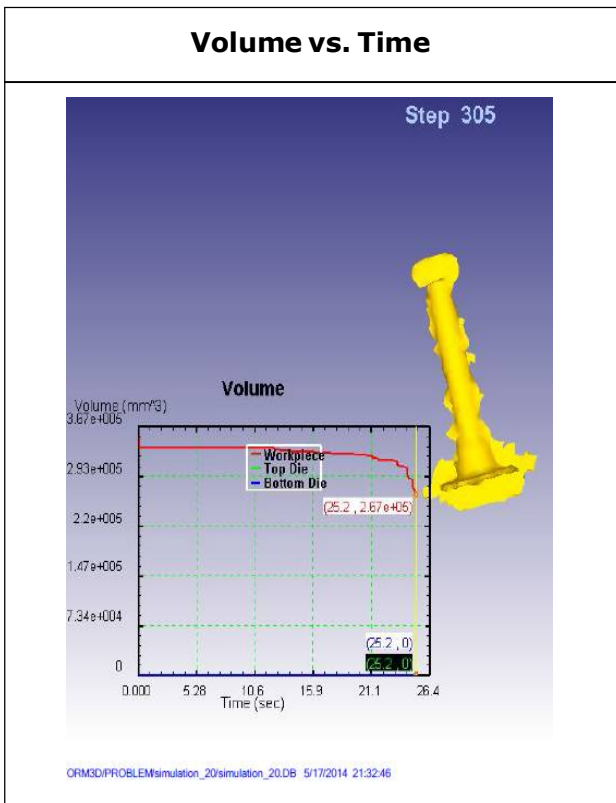 Volume vs. Time
Step 305
Volume
Volume (mm^3)
3.67e+005
2.93e+005
2.2e+005
1.47e+005
7.34e+004
0
Workpiece
Top Die
Bottom Die
(25.2 , 2.67e+05)
(25.2 , 0)
(25.2 , 0)
0.000 5.28 10.6 15.9 21.1 26.4
Time (sec)
ORM3D/PROBLEM/simulation_20/simulation_20.DB 5/17/2014 21:32:46